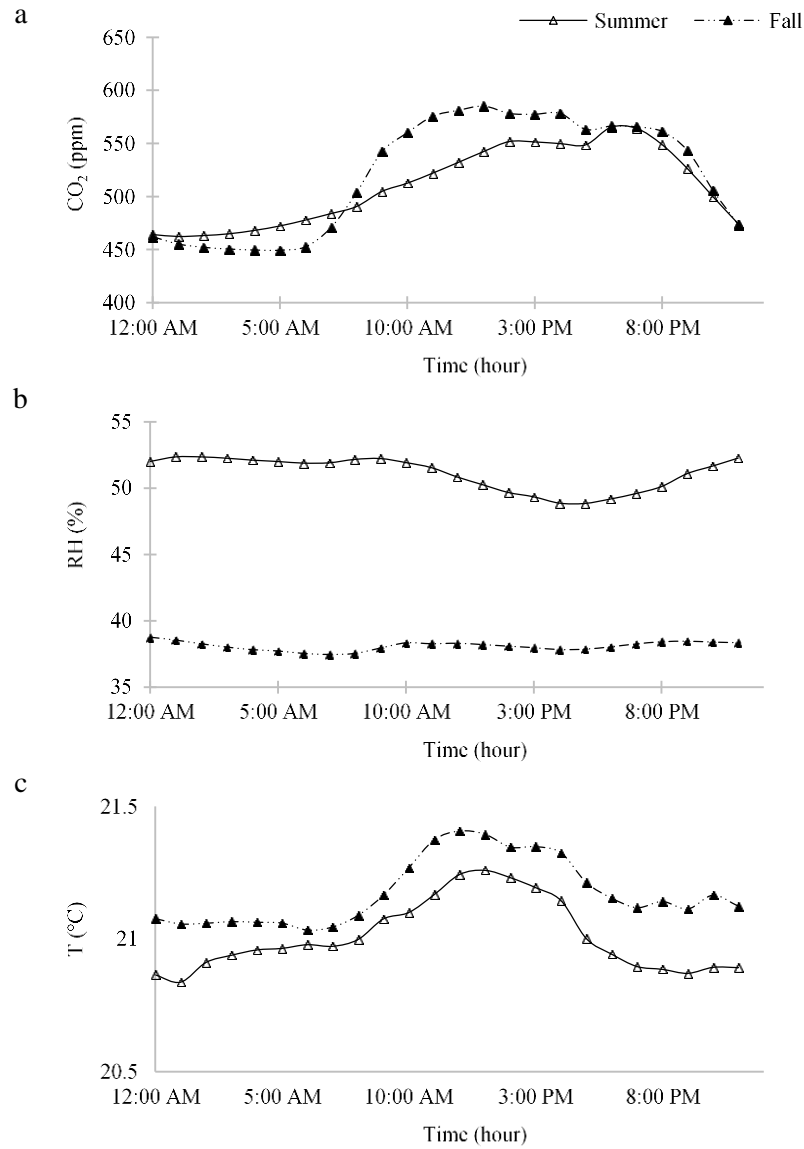 a
Summer Fall
650
600
550
500
450
400
CO₂ (ppm)
12:00 AM 5:00 AM 10:00 AM 3:00 PM 8:00 PM
Time (hour)
b
55
50
45
40
35
RH (%)
12:00 AM 5:00 AM 10:00 AM 3:00 PM 8:00 PM
Time (hour)
c
21.5
21
20.5
T (°C)
12:00 AM 5:00 AM 10:00 AM 3:00 PM 8:00 PM
Time (hour)